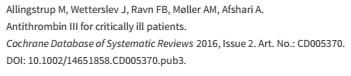 Allingstrup M, Wetterslev J, Ravn FB, Møller AM, Afshari A.
Antithrombin III for critically ill patients.
Cochrane Database of Systematic Reviews 2016, Issue 2. Art. No.: CD005370.
DOI: 10.1002/14651858.CD005370.pub3.